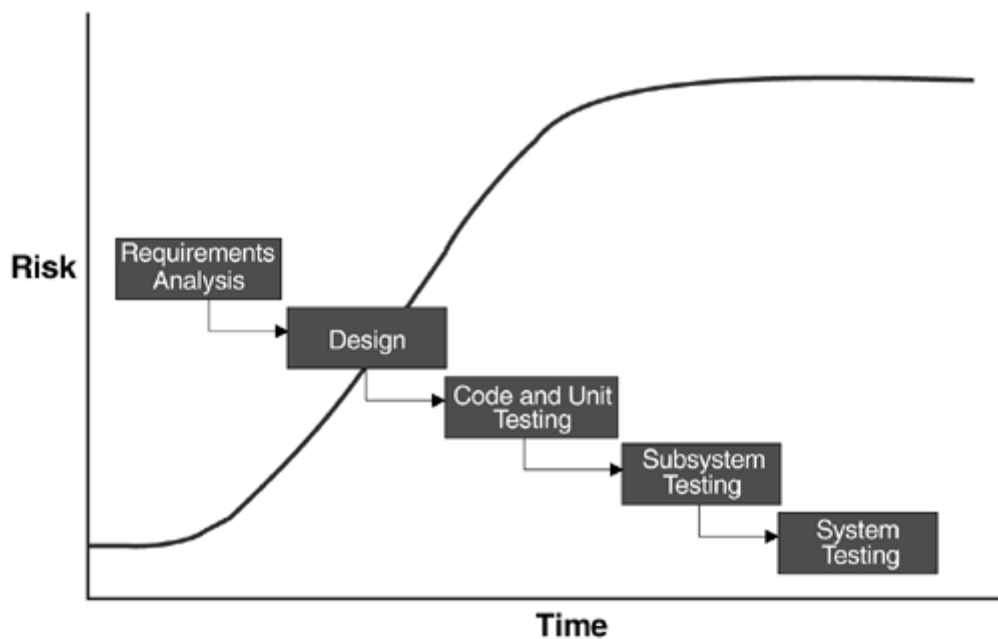 Risk
Requirements
Analysis
Design
Code and Unit
Testing
Subsystem
Testing
System
Testing
Time